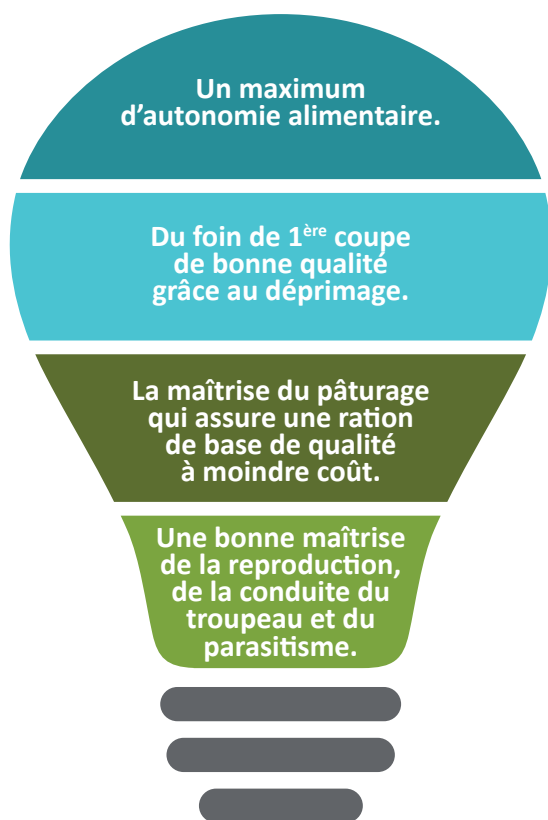 Un maximum
d’autonomie alimentaire.
Du foin de 1ère coupe
de bonne qualité
grâce au déprimage.
La maîtrise du pâturage
qui assure une ration
de base de qualité
à moindre coût.
Une bonne maîtrise
de la reproduction,
de la conduite du
troupeau et du
parasitisme.